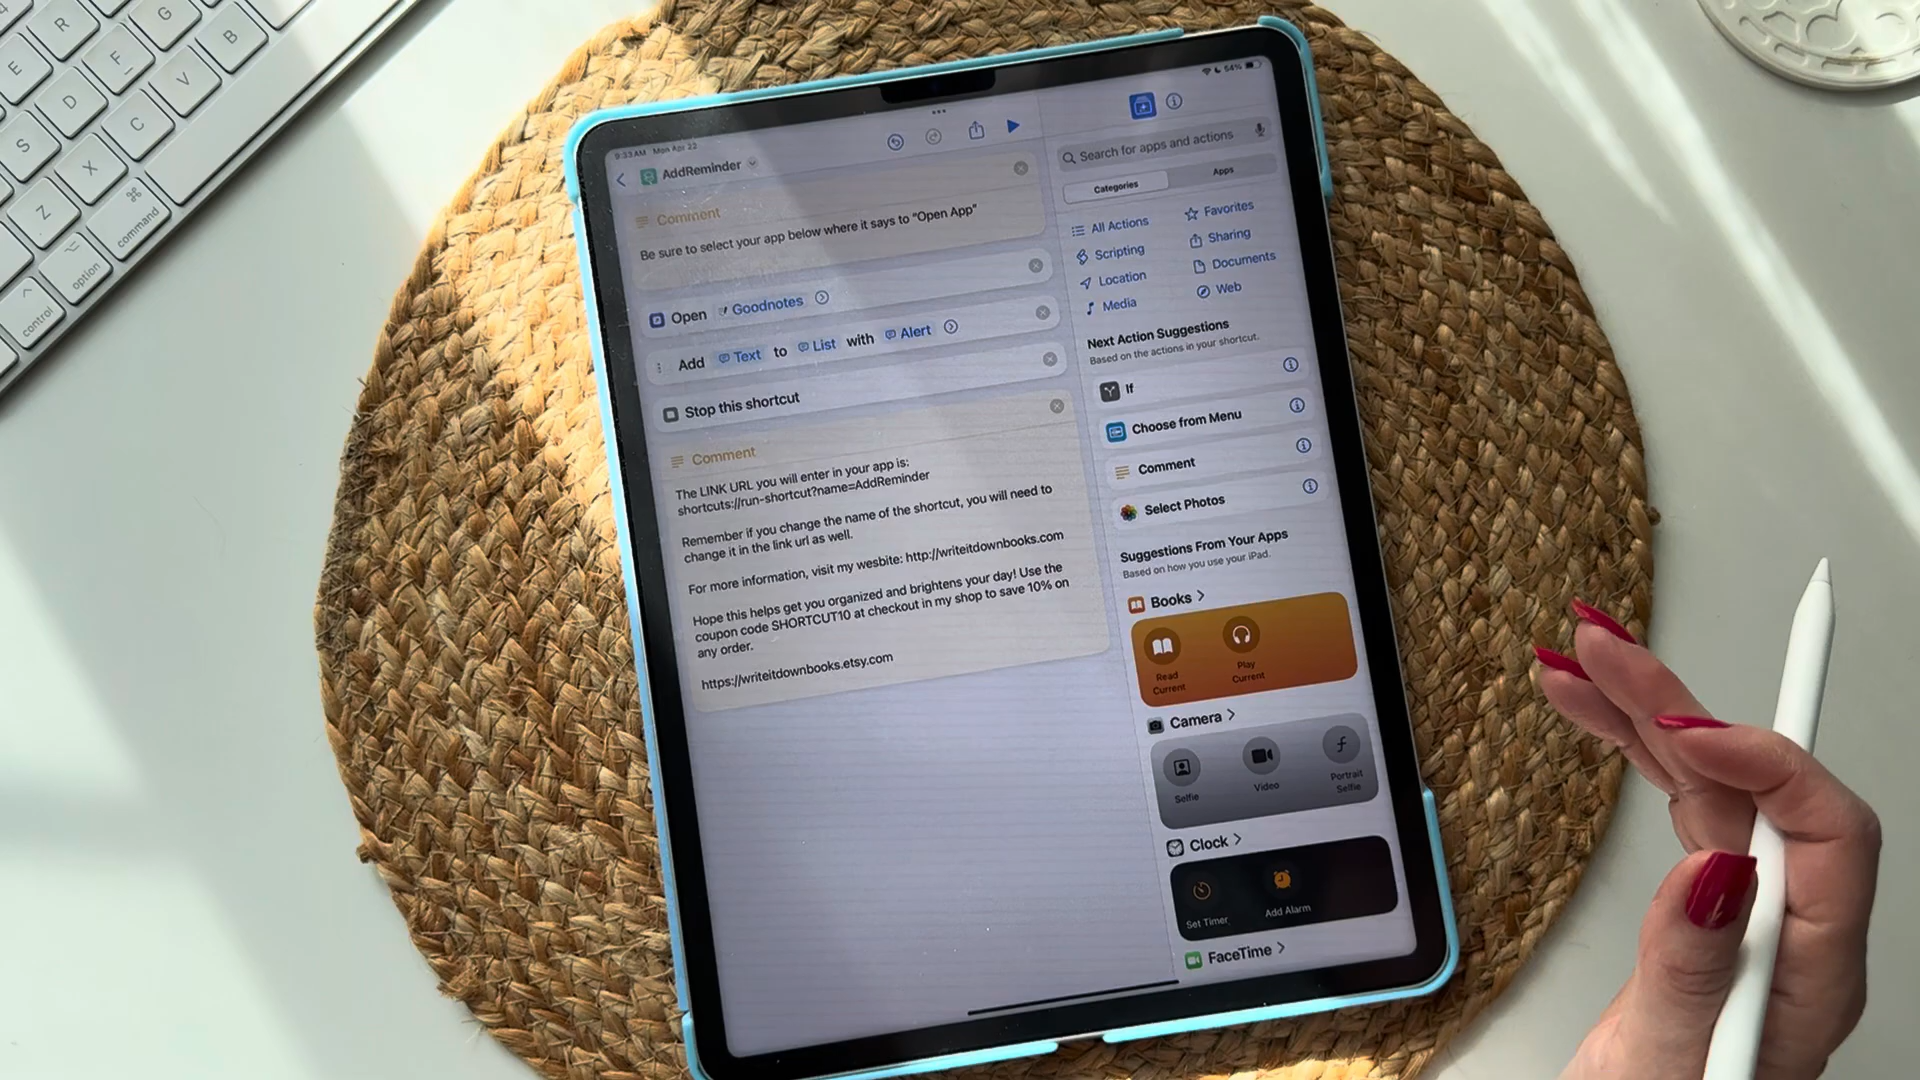 R
G
E
F
B
D
V
S
C
X
Z
command
option
control
9:33 AM Mon Apr 22
54%
AddReminder
Comment
Be sure to select your app below where it says to “Open App”
Open Goodnotes
Add Text to List with Alert
Stop this shortcut
Comment
The LINK URL you will enter in your app is:
shortcuts://run-shortcut?name=AddReminder
Remember if you change the name of the shortcut, you will need to
change it in the link url as well.
For more information, visit my wesbite: http://writeitdownbooks.com
Hope this helps get you organized and brightens your day! Use the
coupon code SHORTCUT10 at checkout in my shop to save 10% on
any order.
https://writeitdownbooks.etsy.com
Search for apps and actions
Categories
Apps
All Actions
Favorites
Scripting
Sharing
Location
Documents
Media
Web
Next Action Suggestions
Based on the actions in your shortcut.
If
Choose from Menu
Comment
Select Photos
Suggestions From Your Apps
Based on how you use your iPad.
Books
Read
Current
Play
Current
Camera
Selfie
Video
Portrait
Selfie
Clock
Set Timer
Add Alarm
FaceTime